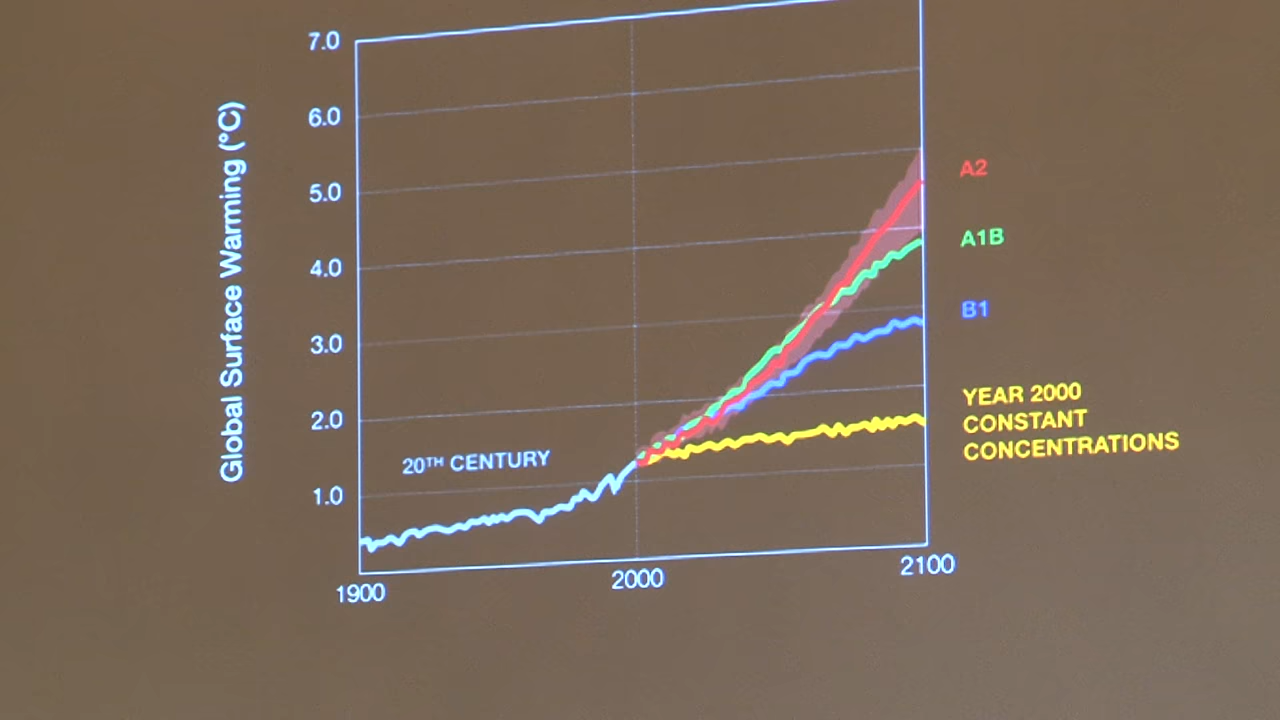 7.0
6.0
5.0
4.0
3.0
2.0
1.0
Global Surface Warming (°C)
20TH CENTURY
A2
A1B
B1
YEAR 2000
CONSTANT
CONCENTRATIONS
1900
2000
2100